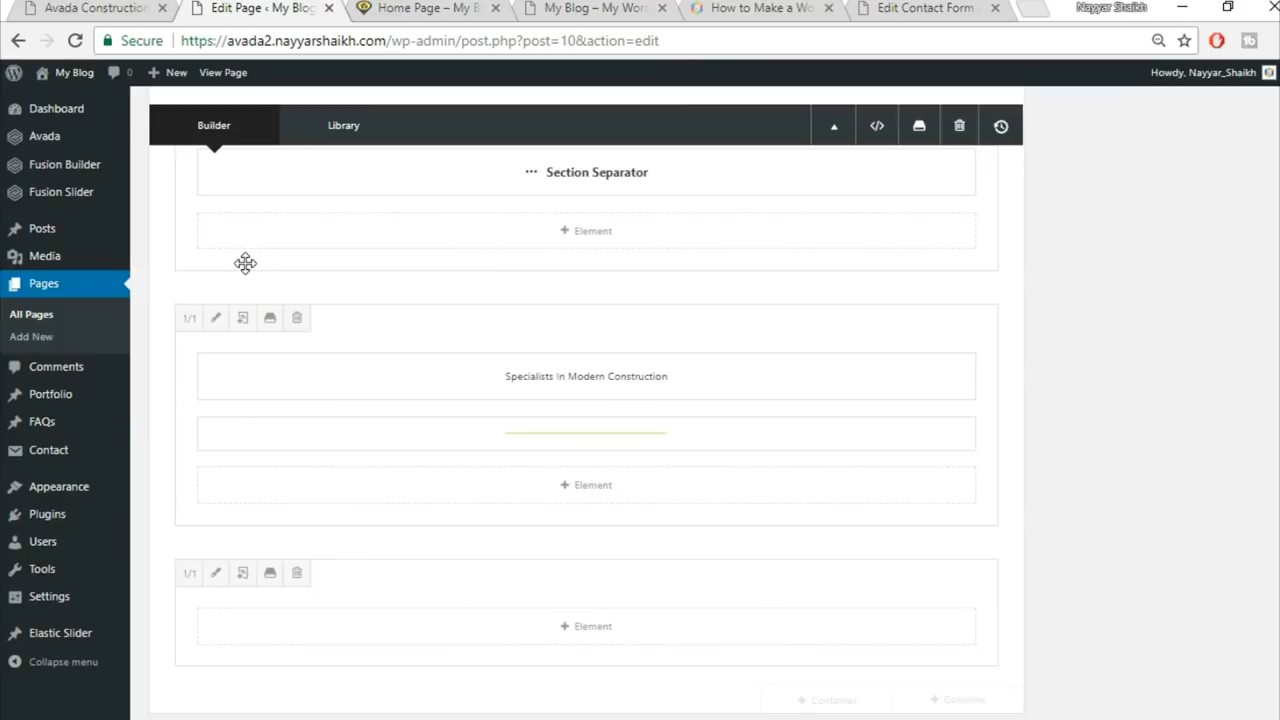 Avada Construction
Edit Page ‹ My Blog
Home Page – My B
My Blog – My Wor
How to Make a Wo
Edit Contact Form
Nayyar Shaikh
Secure
https://avada2.nayyarshaikh.com/wp-admin/post.php?post=10&action=edit
My Blog
0
New
View Page
Howdy, Nayyar_Shaikh
Dashboard
Avada
Fusion Builder
Fusion Slider
Posts
Media
Pages
All Pages
Add New
Comments
Portfolio
FAQs
Contact
Appearance
Plugins
Users
Tools
Settings
Elastic Slider
Collapse menu
Builder
Library
Section Separator
+ Element
1/1
Specialists In Modern Construction
+ Element
1/1
+ Element
+ Container
+ Columns